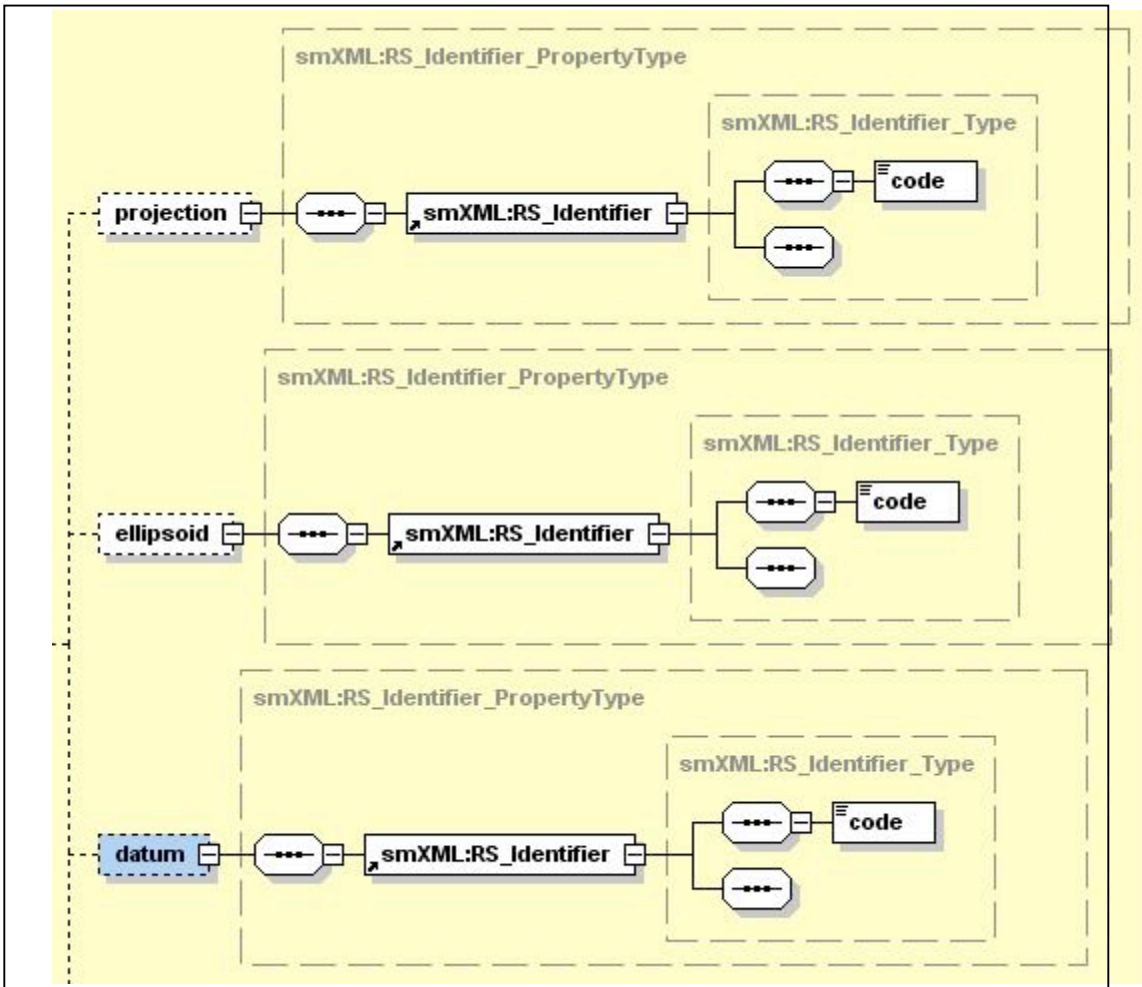 smXML:RS_Identifier_PropertyType
smXML:RS_Identifier_Type
code
projection
smXML:RS_Identifier
smXML:RS_Identifier_PropertyType
smXML:RS_Identifier_Type
code
ellipsoid
smXML:RS_Identifier
smXML:RS_Identifier_PropertyType
smXML:RS_Identifier_Type
code
datum
smXML:RS_Identifier